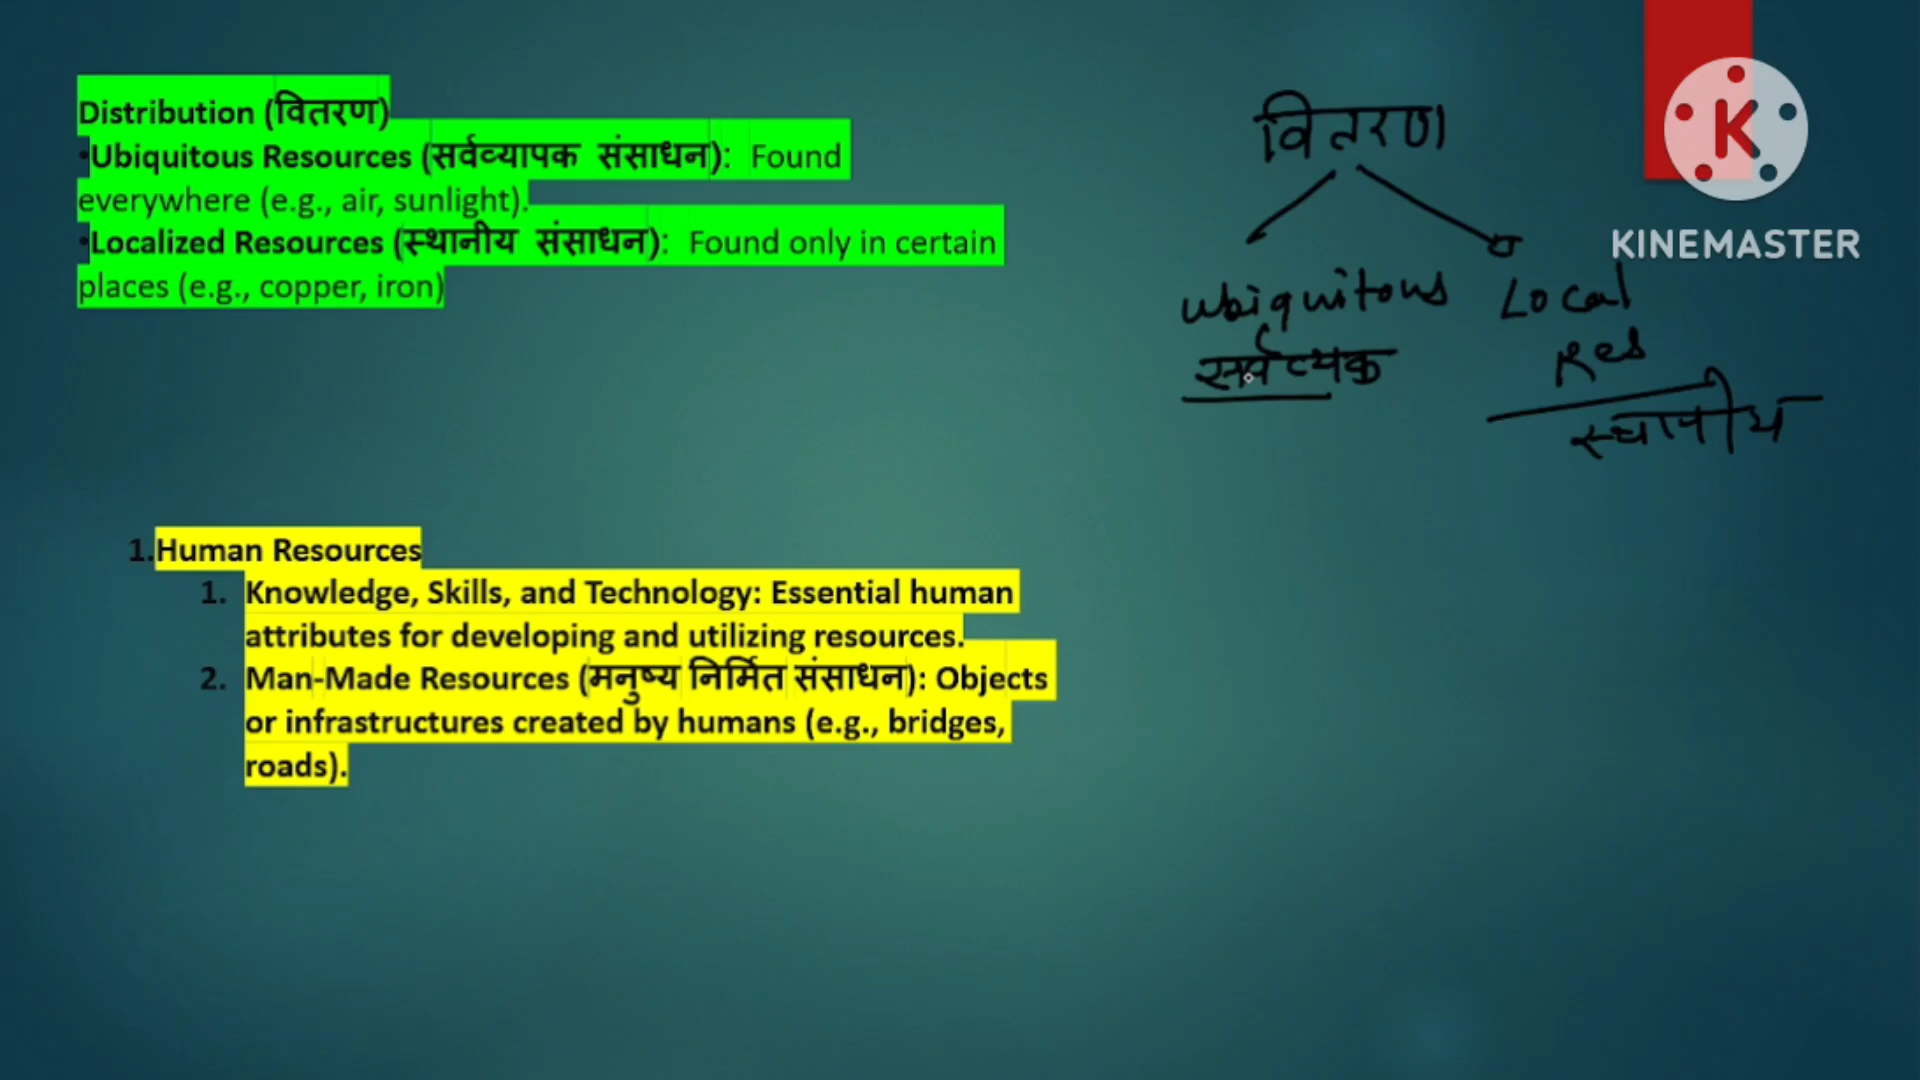 Distribution (वितरण)
•Ubiquitous Resources (सर्वव्यापक संसाधन): Found
everywhere (e.g., air, sunlight).
•Localized Resources (स्थानीय संसाधन): Found only in certain
places (e.g., copper, iron)
1.Human Resources
1. Knowledge, Skills, and Technology: Essential human
attributes for developing and utilizing resources.
2. Man-Made Resources (मनुष्य निर्मित संसाधन): Objects
or infrastructures created by humans (e.g., bridges,
roads).
वितरण
ubiquitous
सर्वव्यक
Local
Res
स्थानीय
K
KINEMASTER